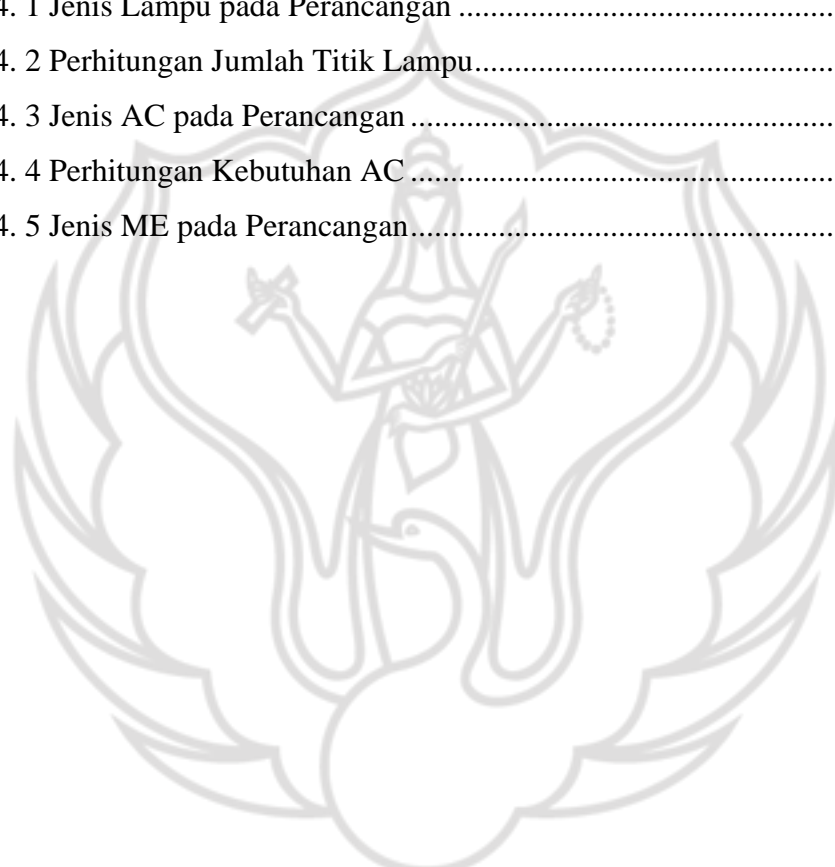 4. 1 Jenis Lampu pada Perancangan ................................................
4. 2 Perhitungan Jumlah Titik Lampu..............................................
4. 3 Jenis AC pada Perancangan ......................................................
4. 4 Perhitungan Kebutuhan AC ......................................................
4. 5 Jenis ME pada Perancangan......................................................